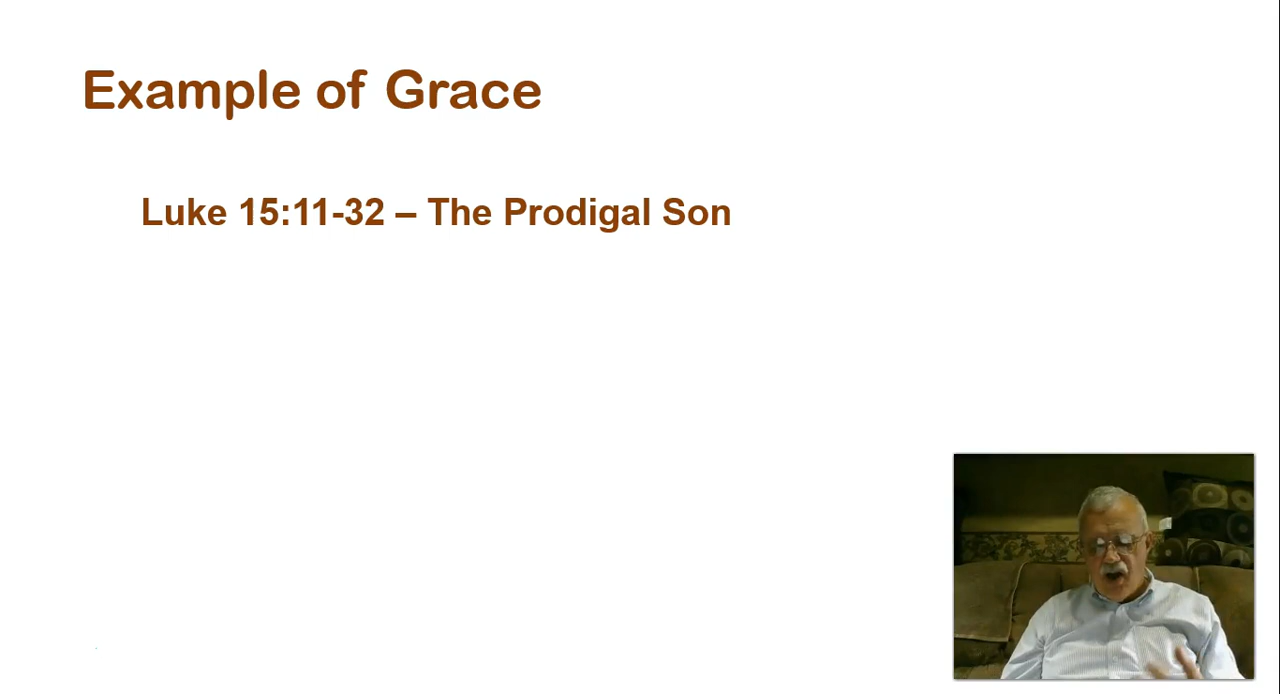 Example of Grace
Luke 15:11-32 – The Prodigal Son